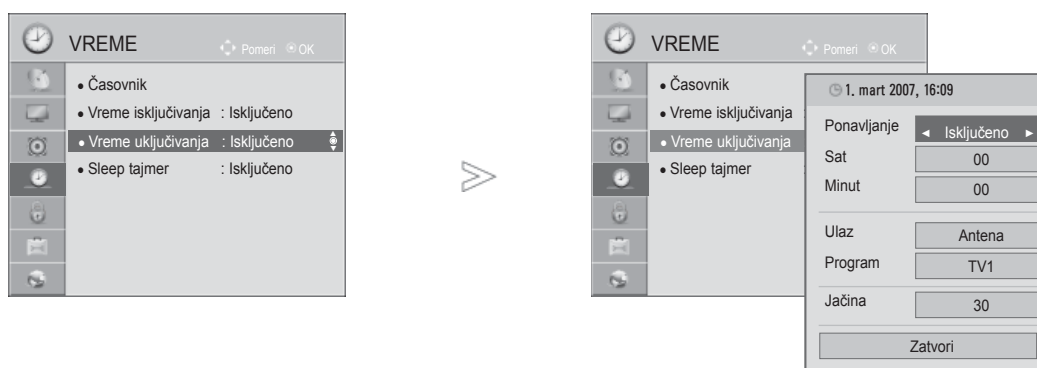 VREME
Pomeri OK
Časovnik
Vreme isključivanja : Isključeno
Vreme uključivanja : Isključeno
Sleep tajmer : Isključeno
VREME
Pomeri OK
Časovnik
Vreme isključivanja :
Vreme uključivanja
Sleep tajmer :
1. mart 2007, 16:09
Ponavljanje ◄ Isključeno ►
Sat 00
Minut 00
Ulaz Antena
Program TV1
Jačina 30
Zatvori